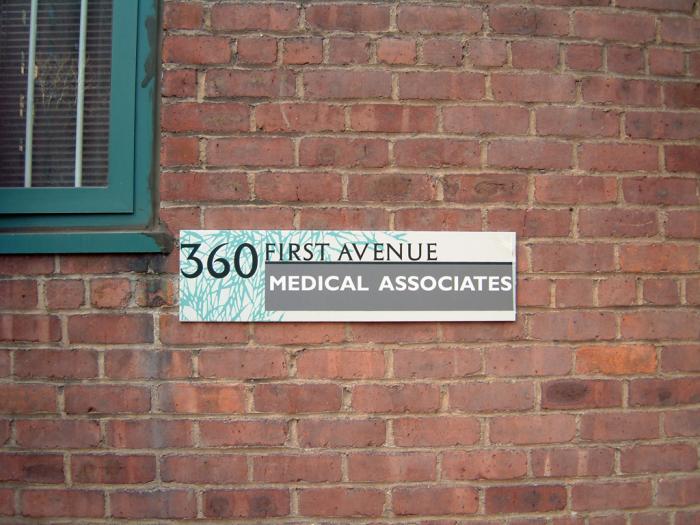 360 FIRST AVENUE
MEDICAL ASSOCIATES